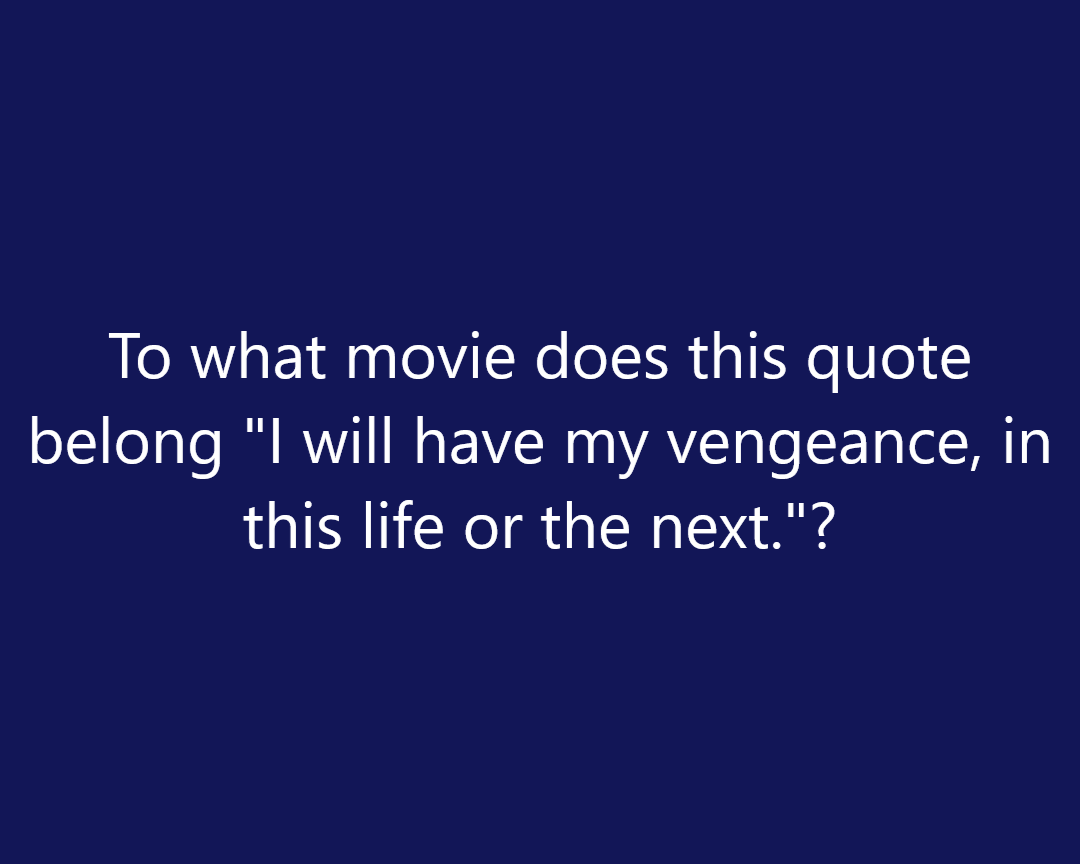 To what movie does this quote
belong "I will have my vengeance, in
this life or the next."?